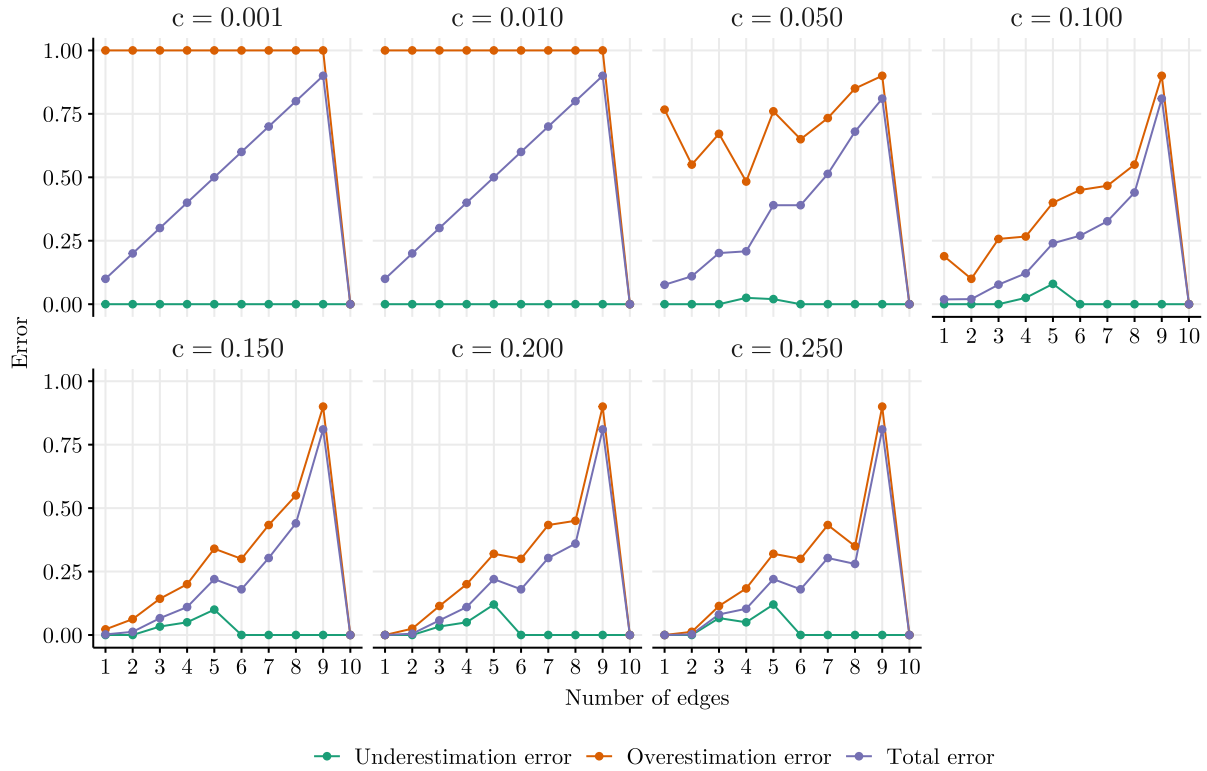 c = 0.001 c = 0.010 c = 0.050 c = 0.100
1.00
0.75
0.50
0.25
0.00
1 2 3 4 5 6 7 8 9 10
Error
c = 0.150 c = 0.200 c = 0.250
1.00
0.75
0.50
0.25
0.00
1 2 3 4 5 6 7 8 9 10 1 2 3 4 5 6 7 8 9 10 1 2 3 4 5 6 7 8 9 10
Number of edges
Underestimation error Overestimation error Total error